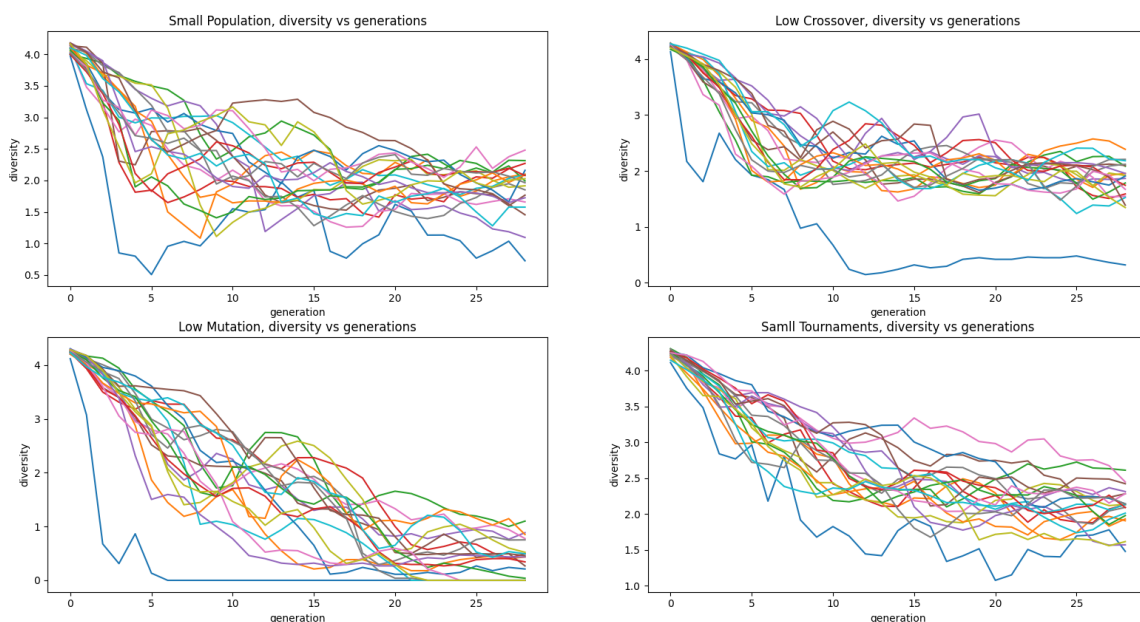 Small Population, diversity vs generations
4.0
3.5
3.0
2.5
2.0
1.5
1.0
0.5
diversity
0 5 10 15 20 25
generation
Low Crossover, diversity vs generations
4
3
2
1
0
diversity
0 5 10 15 20 25
generation
Low Mutation, diversity vs generations
4
3
2
1
0
diversity
0 5 10 15 20 25
generation
Samll Tournaments, diversity vs generations
4.0
3.5
3.0
2.5
2.0
1.5
1.0
diversity
0 5 10 15 20 25
generation